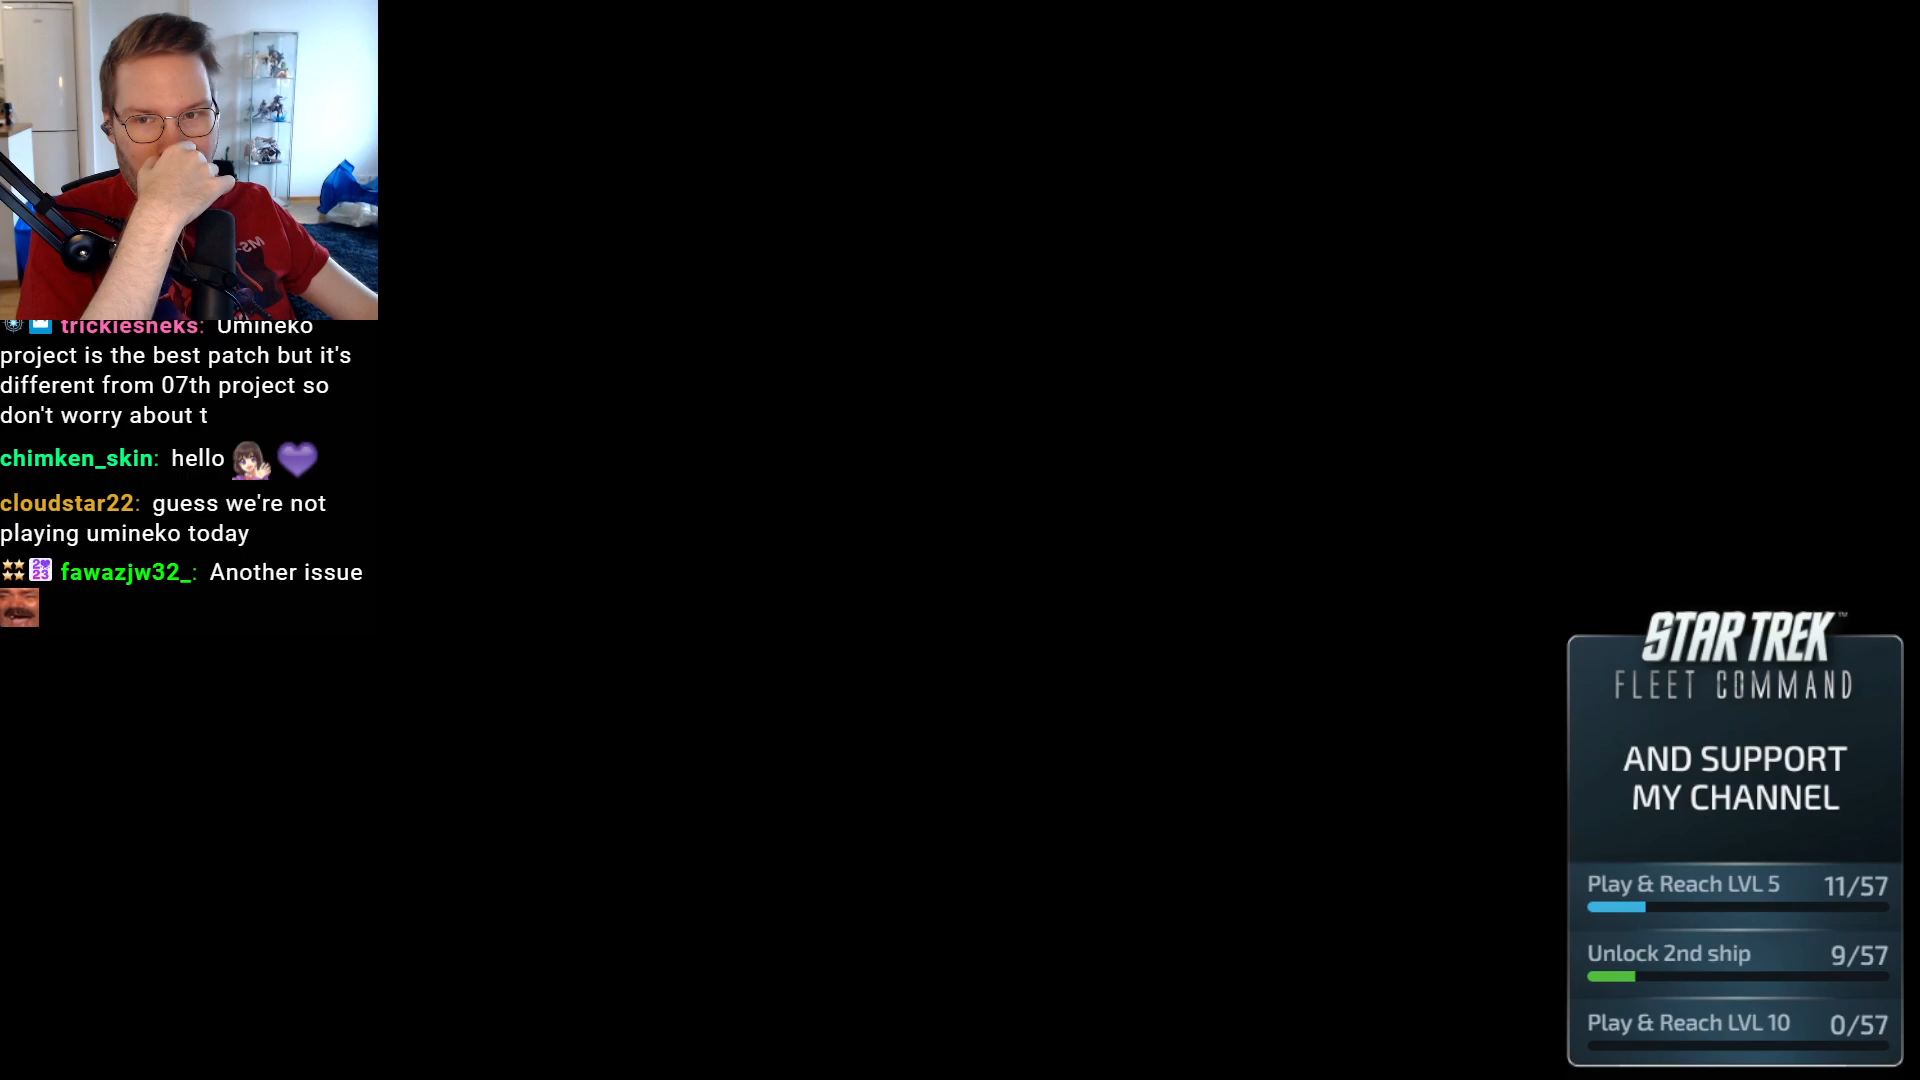 trickiesneks: Umineko
project is the best patch but it's
different from 07th project so
don't worry about t
chimken_skin: hello
cloudstar22: guess we're not
playing umineko today
fawazjw32_: Another issue
STAR TREK™
FLEET COMMAND
AND SUPPORT
MY CHANNEL
Play & Reach LVL 5 11/57
Unlock 2nd ship 9/57
Play & Reach LVL 10 0/57